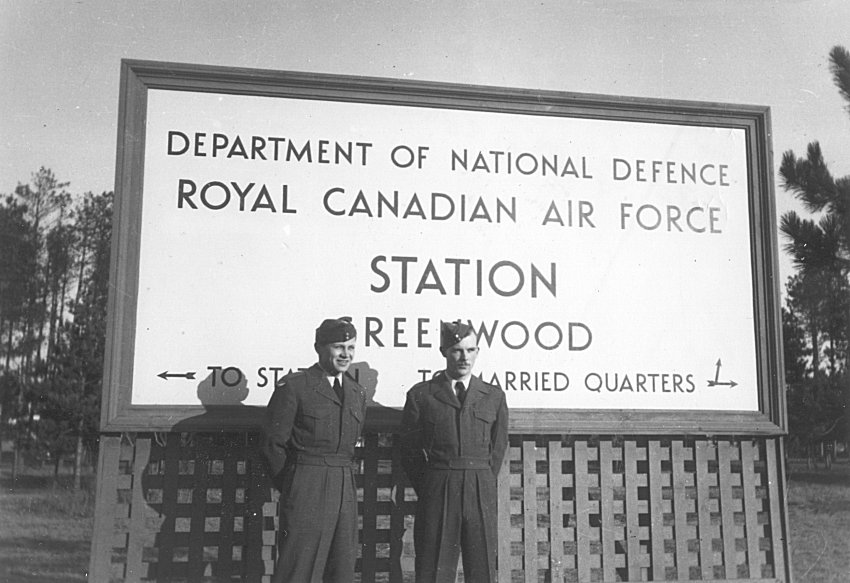 DEPARTMENT OF NATIONAL DEFENCE
ROYAL CANADIAN AIR FORCE
STATION
GREENWOOD
TO STATION TO MARRIED QUARTERS